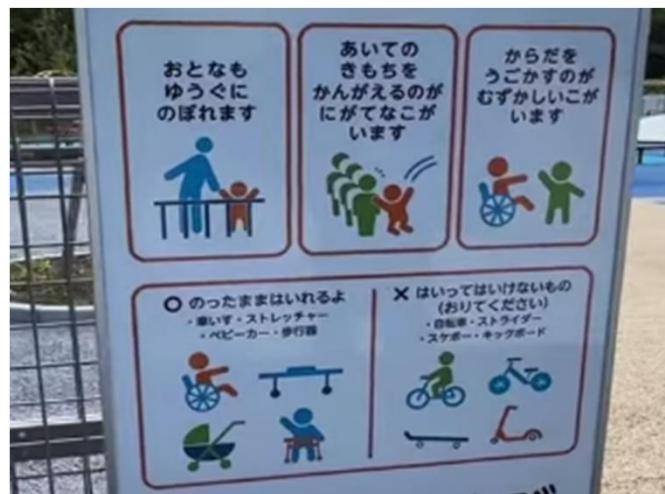 おとなも
ゆうぐに
のぼれます
あいての
きもちを
かんがえるのが
にがてなこが
います
からだを
うごかすのが
むずかしいこが
います
○ のったままはいれるよ
・車いす・ストレッチャー
・ベビーカー・歩行器
× はいってはいけないもの
(おりてください)
・自転車・ストライダー
・スケボー・キックボード